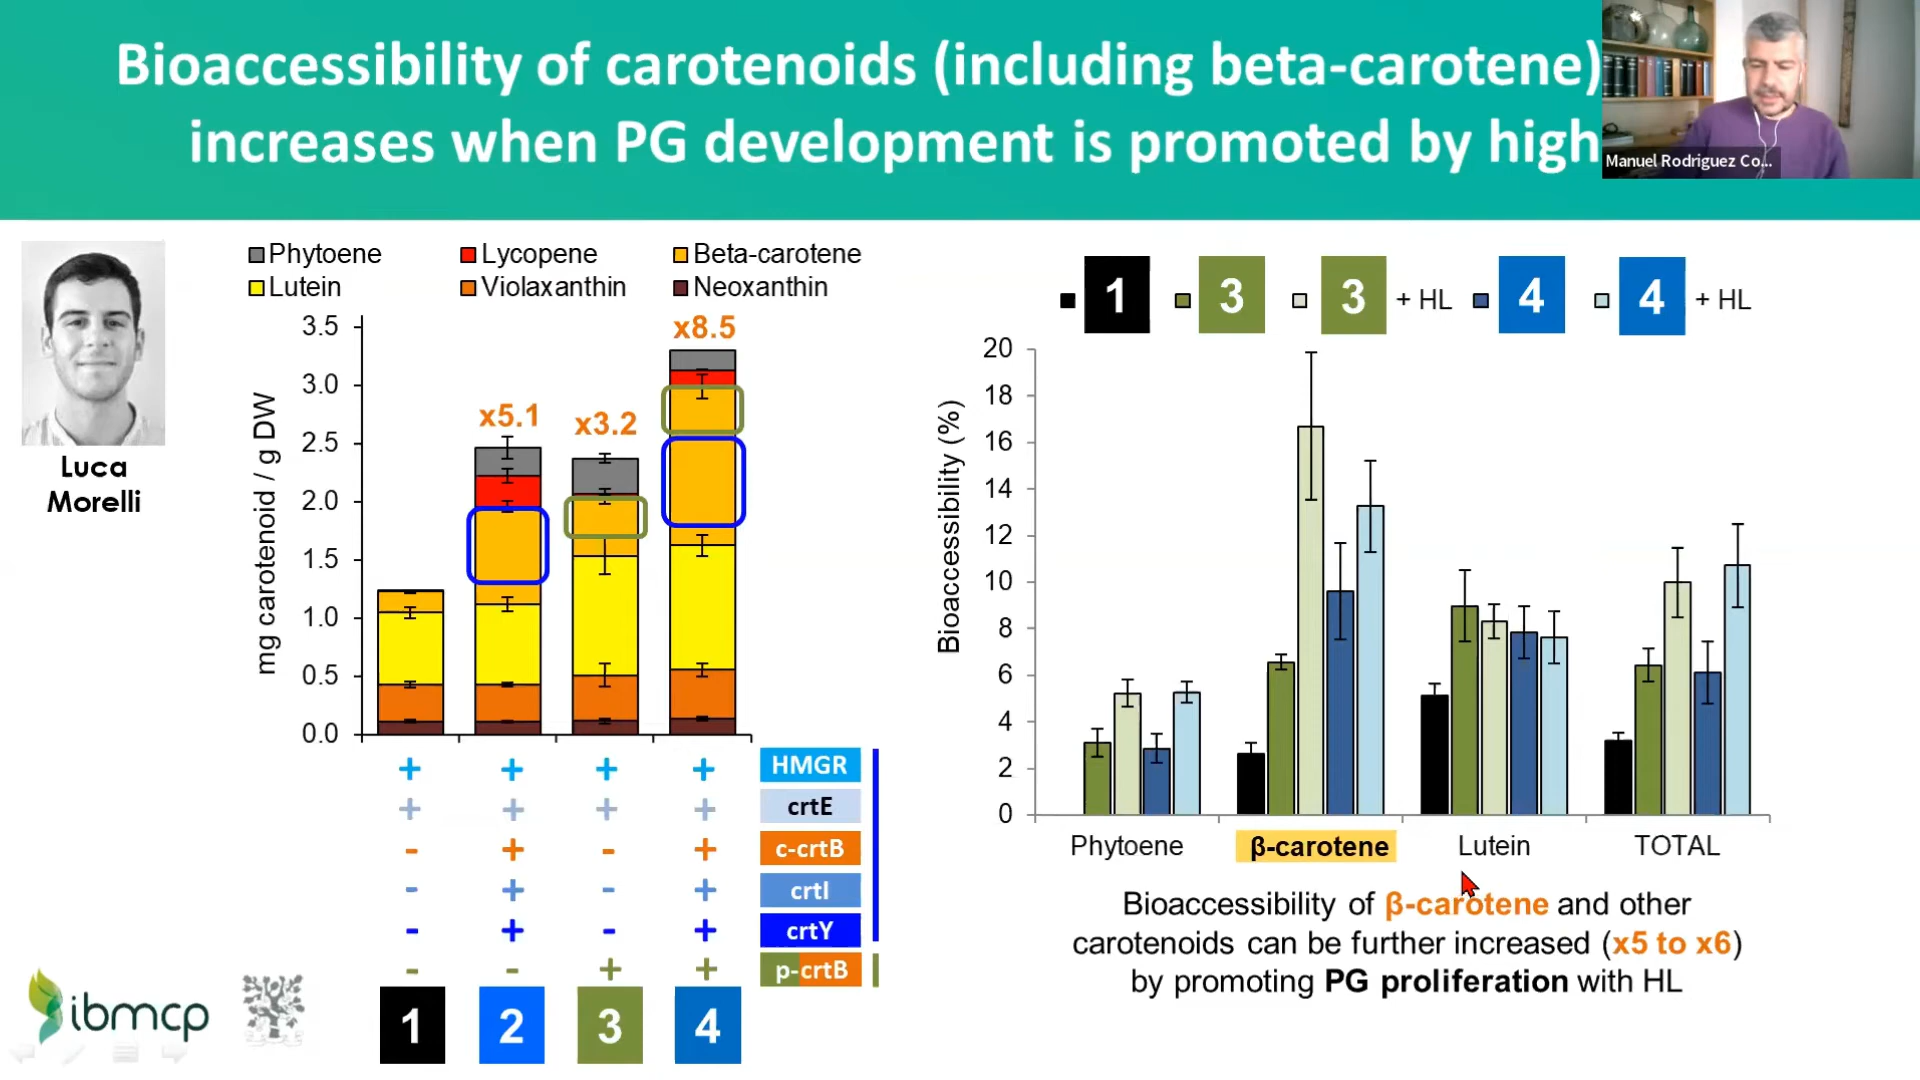 Bioaccessibility of carotenoids (including beta-carotene)
increases when PG development is promoted by high
Manuel Rodriguez Co...
Luca
Morelli
Phytoene Lycopene Beta-carotene
Lutein Violaxanthin Neoxanthin
mg carotenoid / g DW
3.5
3.0
2.5
2.0
1.5
1.0
0.5
0.0
x5.1
x3.2
x8.5
+ + + + HMGR
+ + + + crtE
- + - + c-crtB
- + - + crtI
- + - + crtY
- - + + p-crtB
1 2 3 4
1 3 3 + HL 4 4 + HL
Bioaccessibility (%)
20
18
16
14
12
10
8
6
4
2
0
Phytoene β-carotene Lutein TOTAL
Bioaccessibility of β-carotene and other
carotenoids can be further increased (x5 to x6)
by promoting PG proliferation with HL
ibmcp